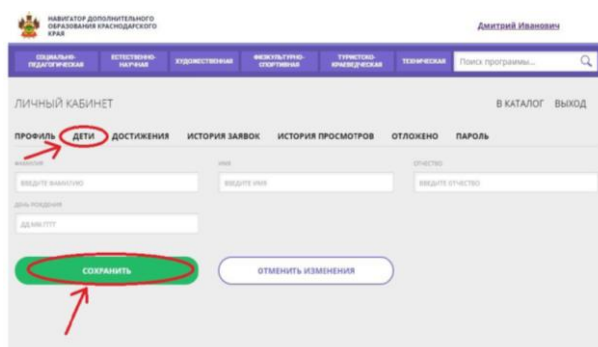 НАВИГАТОР ДОПОЛНИТЕЛЬНОГО
ОБРАЗОВАНИЯ КРАСНОДАРСКОГО
КРАЯ
Дмитрий Иванович
СОЦИАЛЬНО-
ПЕДАГОГИЧЕСКАЯ
ЕСТЕСТВЕННО-
НАУЧНАЯ
ХУДОЖЕСТВЕННАЯ
ФИЗКУЛЬТУРНО-
СПОРТИВНАЯ
ТУРИСТСКО-
КРАЕВЕДЧЕСКАЯ
ТЕХНИЧЕСКАЯ
Поиск программы...
ЛИЧНЫЙ КАБИНЕТ
В КАТАЛОГ ВЫХОД
ПРОФИЛЬ ДЕТИ ДОСТИЖЕНИЯ ИСТОРИЯ ЗАЯВОК ИСТОРИЯ ПРОСМОТРОВ ОТЛОЖЕНО ПАРОЛЬ
ФАМИЛИЯ ИМЯ ОТЧЕСТВО
ВВЕДИТЕ ФАМИЛИЮ ВВЕДИТЕ ИМЯ ВВЕДИТЕ ОТЧЕСТВО
ДЕНЬ РОЖДЕНИЯ
ДД.ММ.ГГГГ
СОХРАНИТЬ ОТМЕНИТЬ ИЗМЕНЕНИЯ